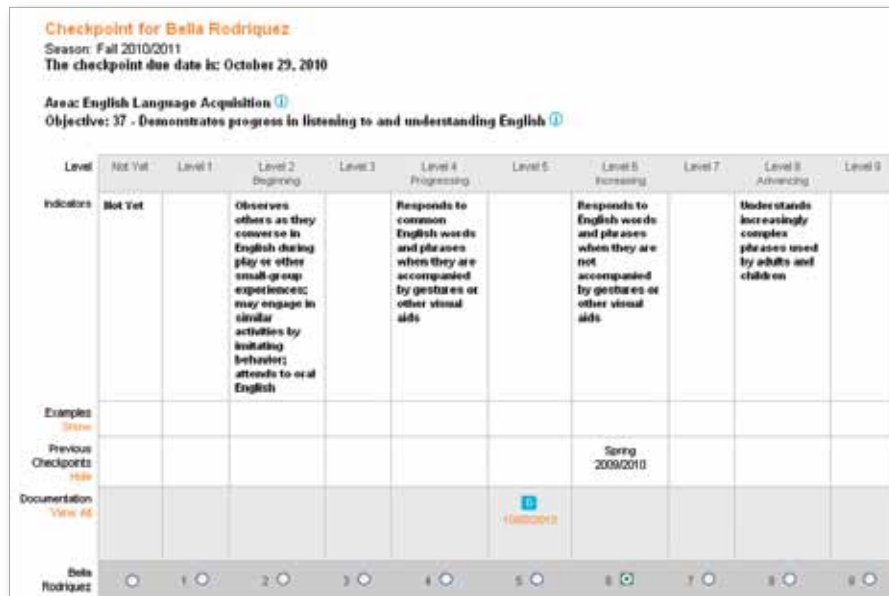 Checkpoint for Bella Rodriquez
Season: Fall 2010/2011
The checkpoint due date is: October 29, 2010
Area: English Language Acquisition
Objective: 37 - Demonstrates progress in listening to and understanding English
Level
Not Yet
Level 1
Level 2
Beginning
Level 3
Level 4
Progressing
Level 5
Level 6
Increasing
Level 7
Level 8
Advancing
Level 9
Indicators
Not Yet
Observes
others as they
converse in
English during
play or other
small-group
experiences;
may engage in
similar
activities by
imitating
behavior;
attends to oral
English
Responds to
common
English words
and phrases
when they are
accompanied
by gestures or
other visual
aids
Responds to
English words
and phrases
when they are
not
accompanied
by gestures or
other visual
aids
Understands
increasingly
complex
phrases used
by adults and
children
Examples
Show
Previous
Checkpoints
Hide
Spring
2009/2010
Documentation
View All
Bella
Rodriquez
1
2
3
4
5
6
7
8
9